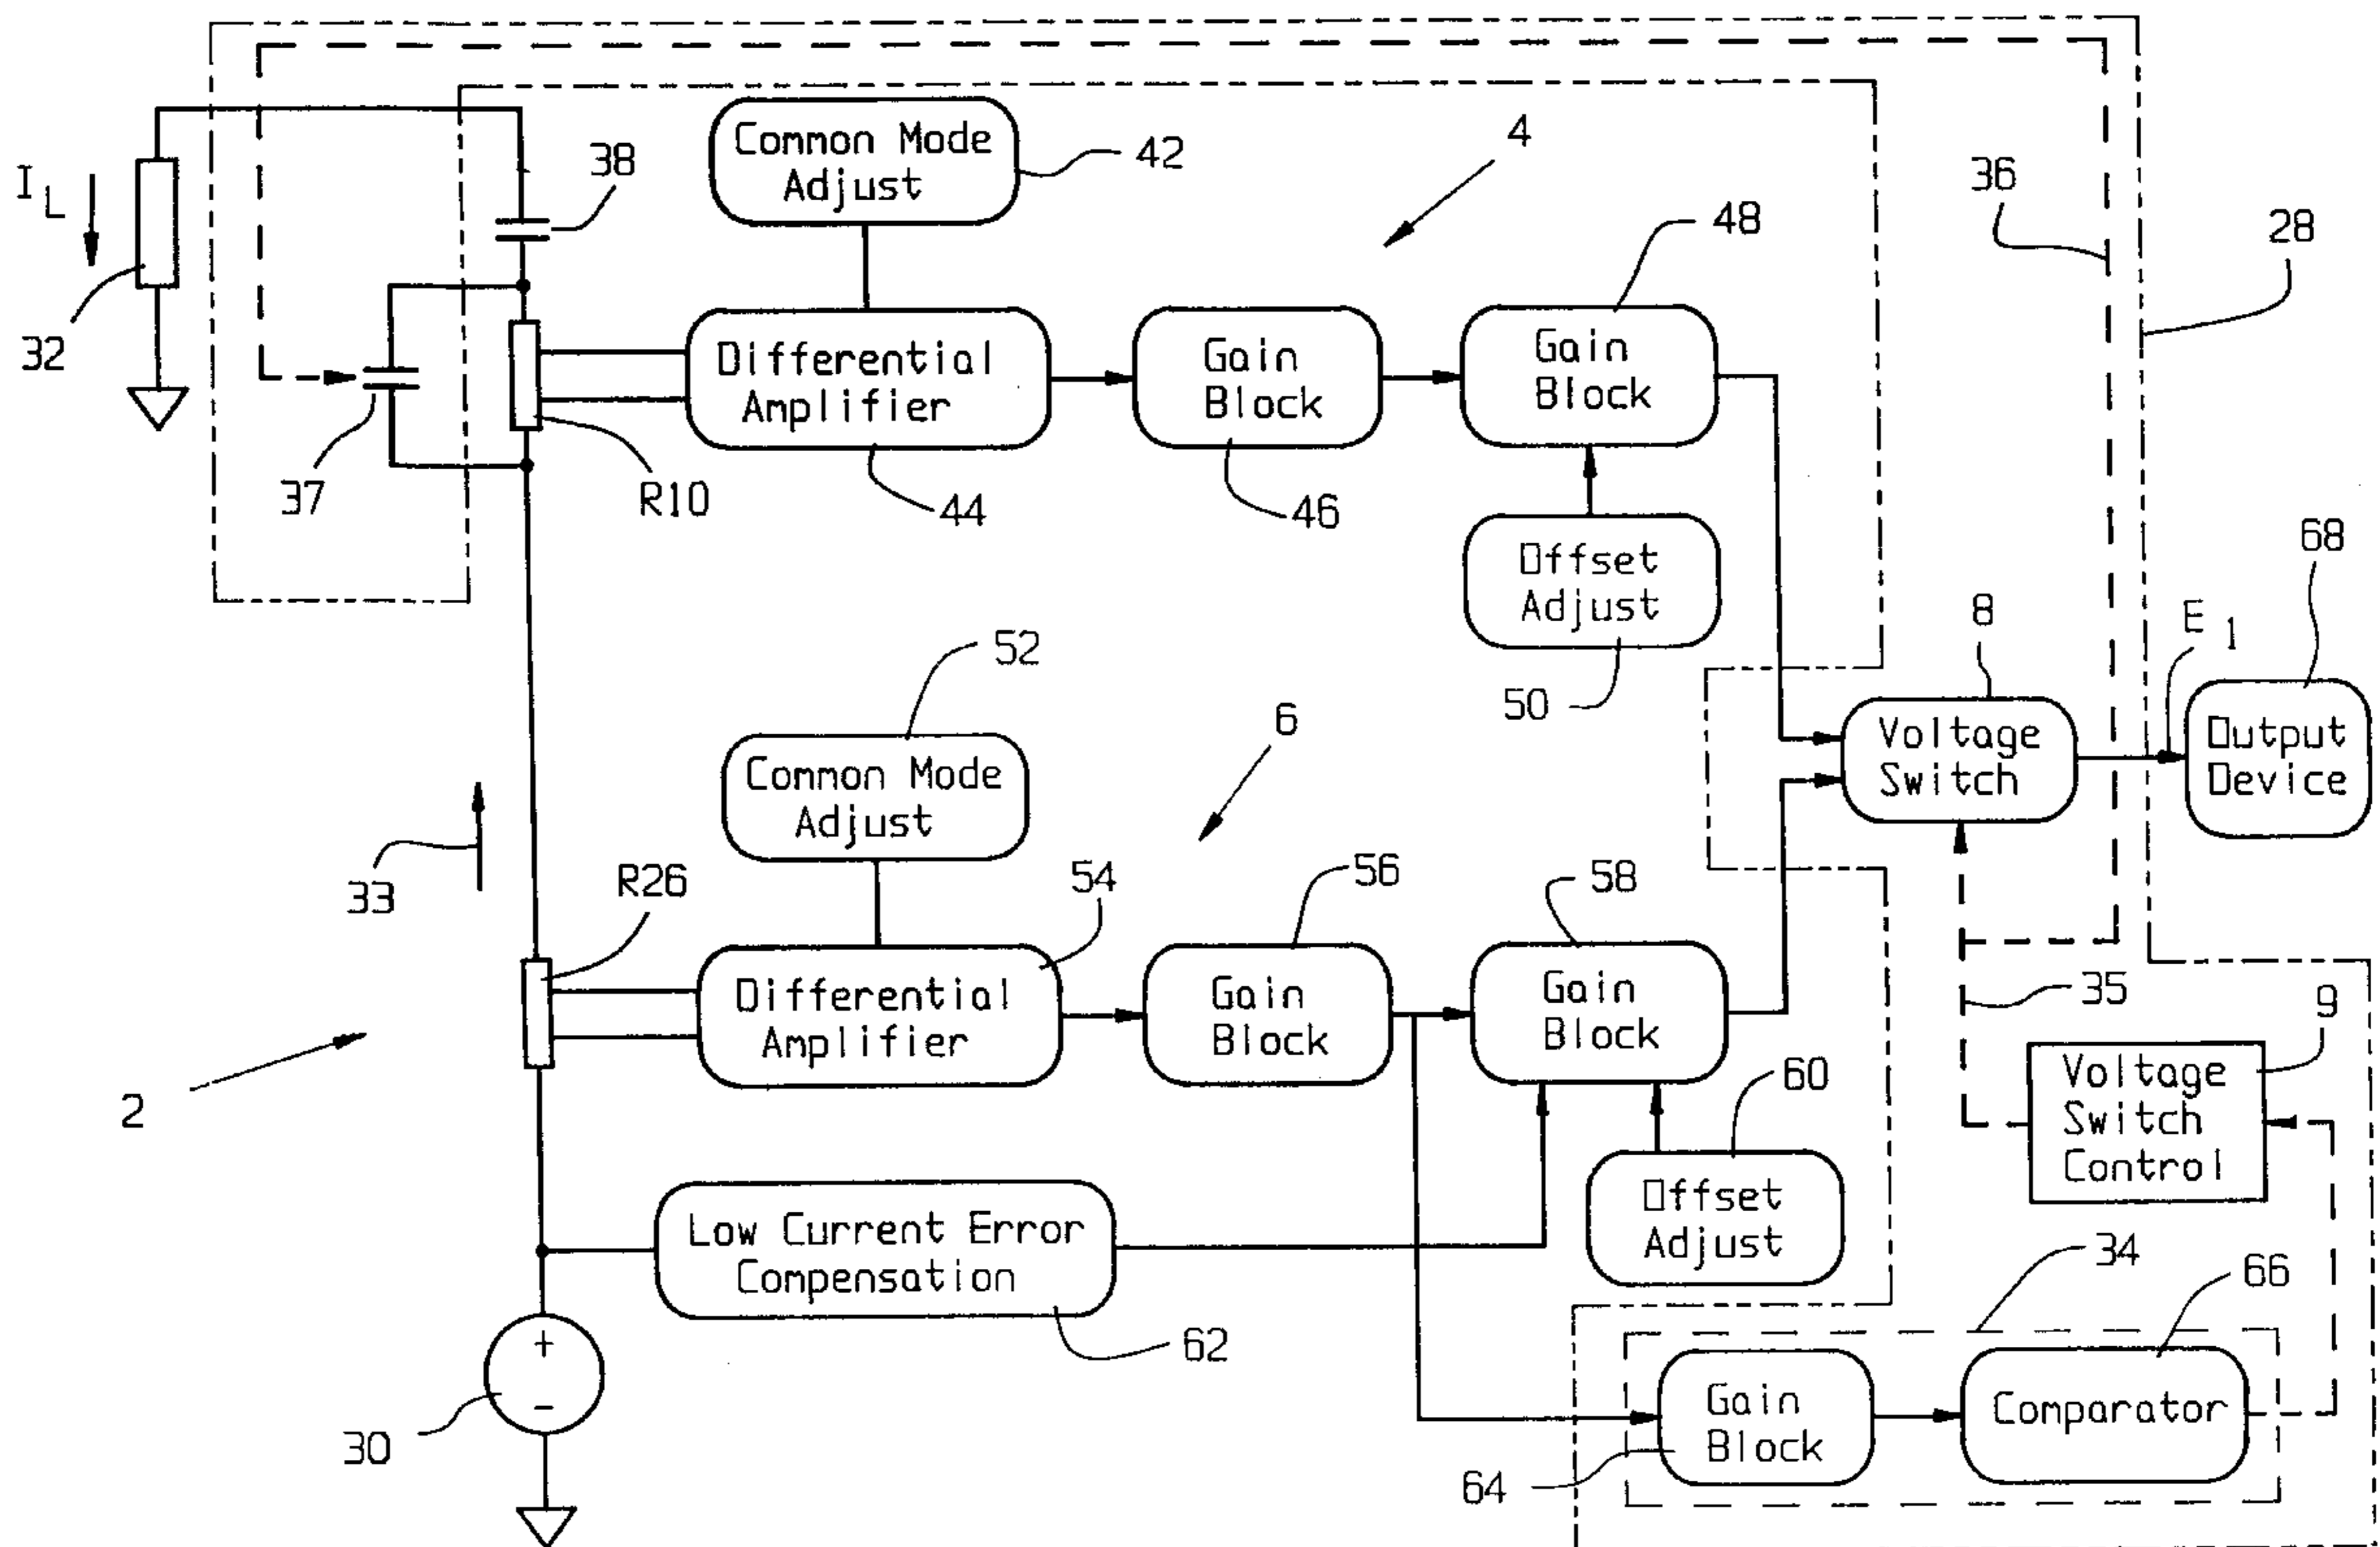 Common Mode
Adjust
42
4
38
I L
36
48
28
32
Differential
Amplifier
Gain
Block
Gain
Block
37
R10
44
46
Offset
Adjust
50
68
8
E 1
52
6
Voltage
Switch
Output
Device
Common Mode
Adjust
33
R26
54
56
58
Differential
Amplifier
Gain
Block
Gain
Block
35
9
2
60
Voltage
Switch
Control
Low Current Error
Compensation
Offset
Adjust
34
66
62
+
-
30
Gain
Block
Comparator
64